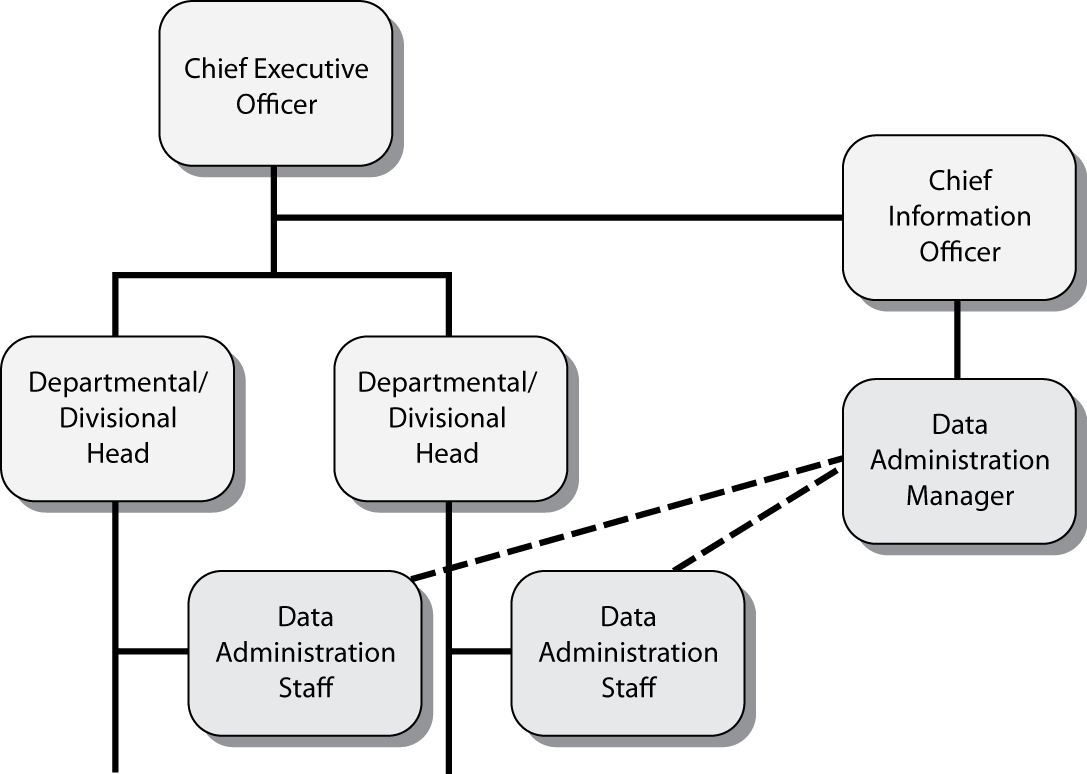 Chief Executive
Officer
Chief
Information
Officer
Departmental/
Divisional
Head
Departmental/
Divisional
Head
Data
Administration
Manager
Data
Administration
Staff
Data
Administration
Staff